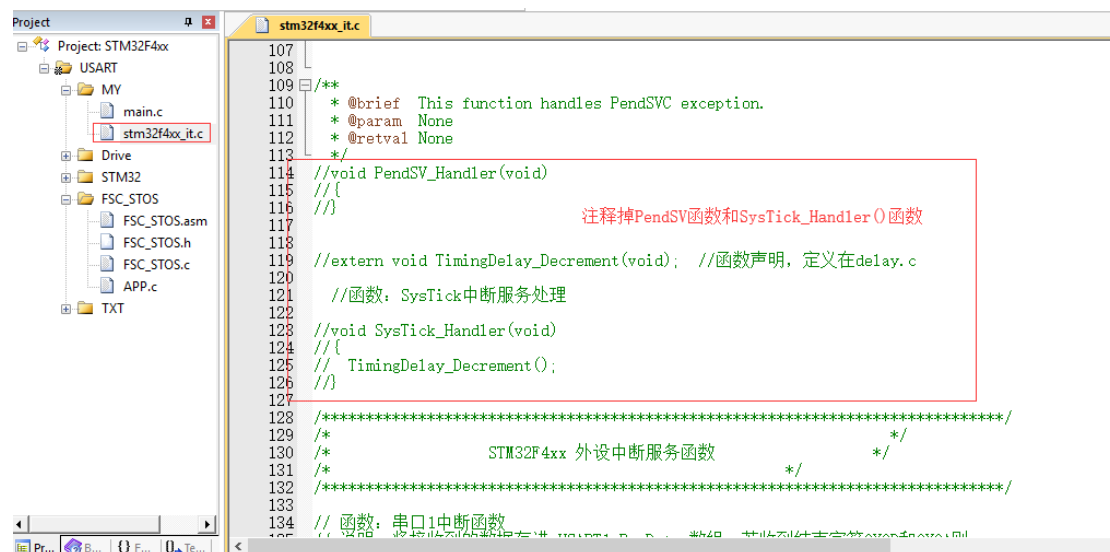 Project
stm32f4xx_it.c
Project: STM32F4xx
USART
MY
main.c
stm32f4xx_it.c
Drive
STM32
FSC_STOS
FSC_STOS.asm
FSC_STOS.h
FSC_STOS.c
APP.c
TXT
107
108
109 /**
110 * @brief This function handles PendSVC exception.
111 * @param None
112 * @retval None
113 */
114 //void PendSV_Handler(void)
115 //{
116 //}
注释掉PendSV函数和SysTick_Handler()函数
117
118
119 //extern void TimingDelay_Decrement(void); //函数声明，定义在delay.c
120
121 //函数：SysTick中断服务处理
122
123 //void SysTick_Handler(void)
124 //{
125 // TimingDelay_Decrement();
126 //}
127
128 /******************************************************************************/
129 /* */
130 /* STM32F4xx 外设中断服务函数 */
131 /* */
132 /******************************************************************************/
133
134 // 函数：串口1中断函数
Pr... B... {} F... Te...